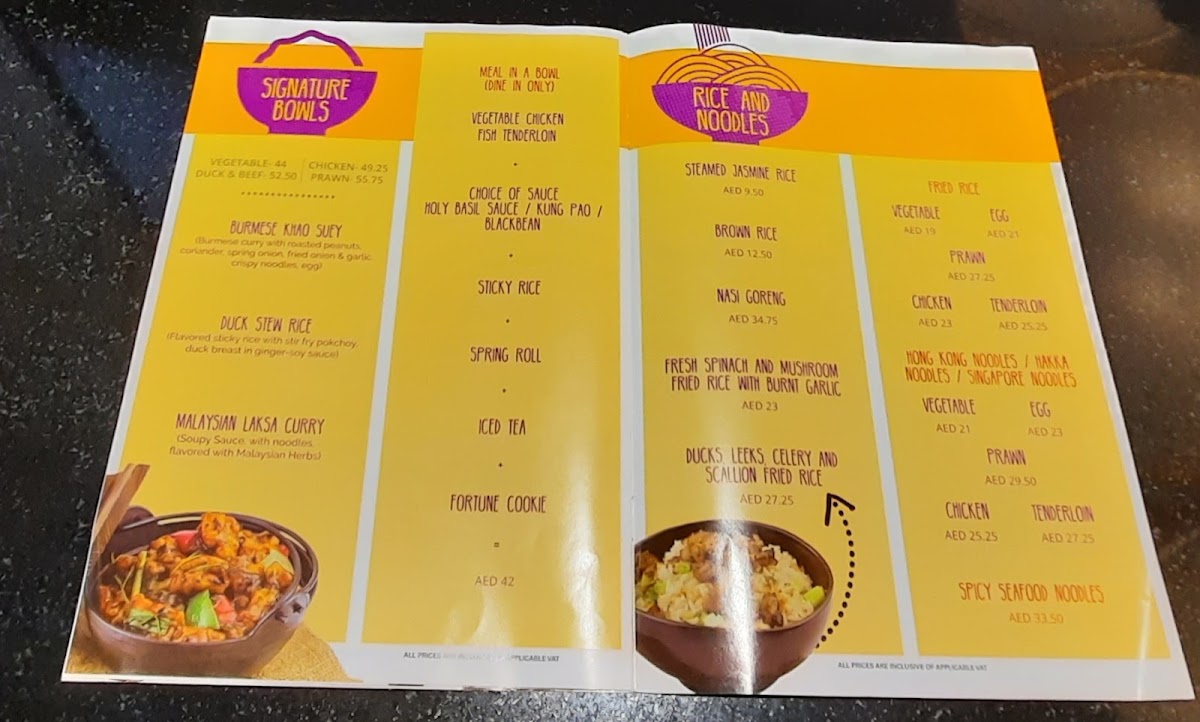 SIGNATURE
BOWLS
VEGETABLE- 44 CHICKEN- 49.25
DUCK & BEEF- 52.50 PRAWN- 55.75
BURMESE KHAO SUEY
(Burmese curry with roasted peanuts,
coriander, spring onion, fried onion & garlic,
crispy noodles, egg)
DUCK STEW RICE
(Flavored sticky rice with stir fry pokchoy,
duck breast in ginger-soy sauce)
MALAYSIAN LAKSA CURRY
(Soupy Sauce, with noodles,
flavored with Malaysian Herbs)
MEAL IN A BOWL
(DINE IN ONLY)
VEGETABLE CHICKEN
FISH TENDERLOIN
+
CHOICE OF SAUCE
HOLY BASIL SAUCE / KUNG PAO /
BLACKBEAN
+
STICKY RICE
+
SPRING ROLL
+
ICED TEA
+
FORTUNE COOKIE
=
AED 42
ALL PRICES ARE INCLUSIVE OF APPLICABLE VAT
RICE AND
NOODLES
STEAMED JASMINE RICE
AED 9.50
BROWN RICE
AED 12.50
NASI GORENG
AED 34.75
FRESH SPINACH AND MUSHROOM
FRIED RICE WITH BURNT GARLIC
AED 23
DUCKS, LEEKS, CELERY AND
SCALLION FRIED RICE
AED 27.25
FRIED RICE
VEGETABLE EGG
AED 19 AED 21
PRAWN
AED 27.25
CHICKEN TENDERLOIN
AED 23 AED 25.25
HONG KONG NOODLES / HAKKA
NOODLES / SINGAPORE NOODLES
VEGETABLE EGG
AED 21 AED 23
PRAWN
AED 29.50
CHICKEN TENDERLOIN
AED 25.25 AED 27.25
SPICY SEAFOOD NOODLES
AED 33.50
ALL PRICES ARE INCLUSIVE OF APPLICABLE VAT